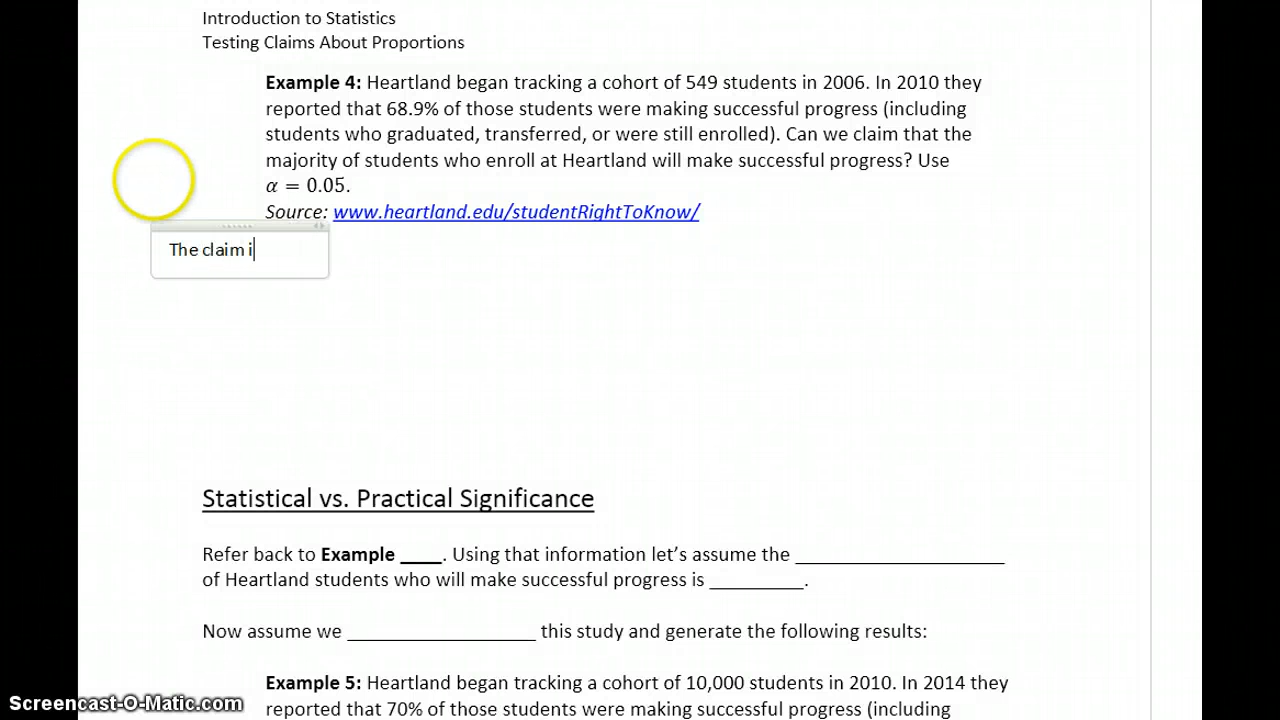 Introduction to Statistics
Testing Claims About Proportions
Example 4: Heartland began tracking a cohort of 549 students in 2006. In 2010 they
reported that 68.9% of those students were making successful progress (including
students who graduated, transferred, or were still enrolled). Can we claim that the
majority of students who enroll at Heartland will make successful progress? Use
α = 0.05.
Source: www.heartland.edu/studentRightToKnow/
The claim i
Statistical vs. Practical Significance
Refer back to Example ____. Using that information let's assume the ____________________
of Heartland students who will make successful progress is _________.
Now assume we __________________ this study and generate the following results:
Example 5: Heartland began tracking a cohort of 10,000 students in 2010. In 2014 they
reported that 70% of those students were making successful progress (including
Screencast-O-Matic.com